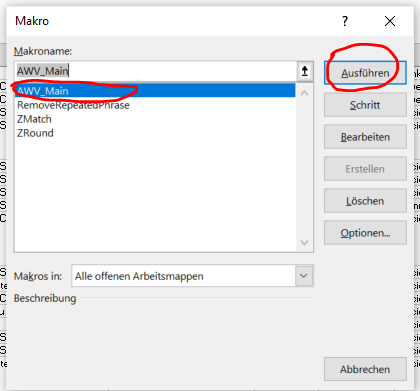 Makro
? ×
Makroname:
AWV_Main
Ausführen
AWV_Main
RemoveRepeatedPhrase
ZMatch
ZRound
Schritt
Bearbeiten
Erstellen
Löschen
Optionen...
Makros in: Alle offenen Arbeitsmappen
Beschreibung
Abbrechen